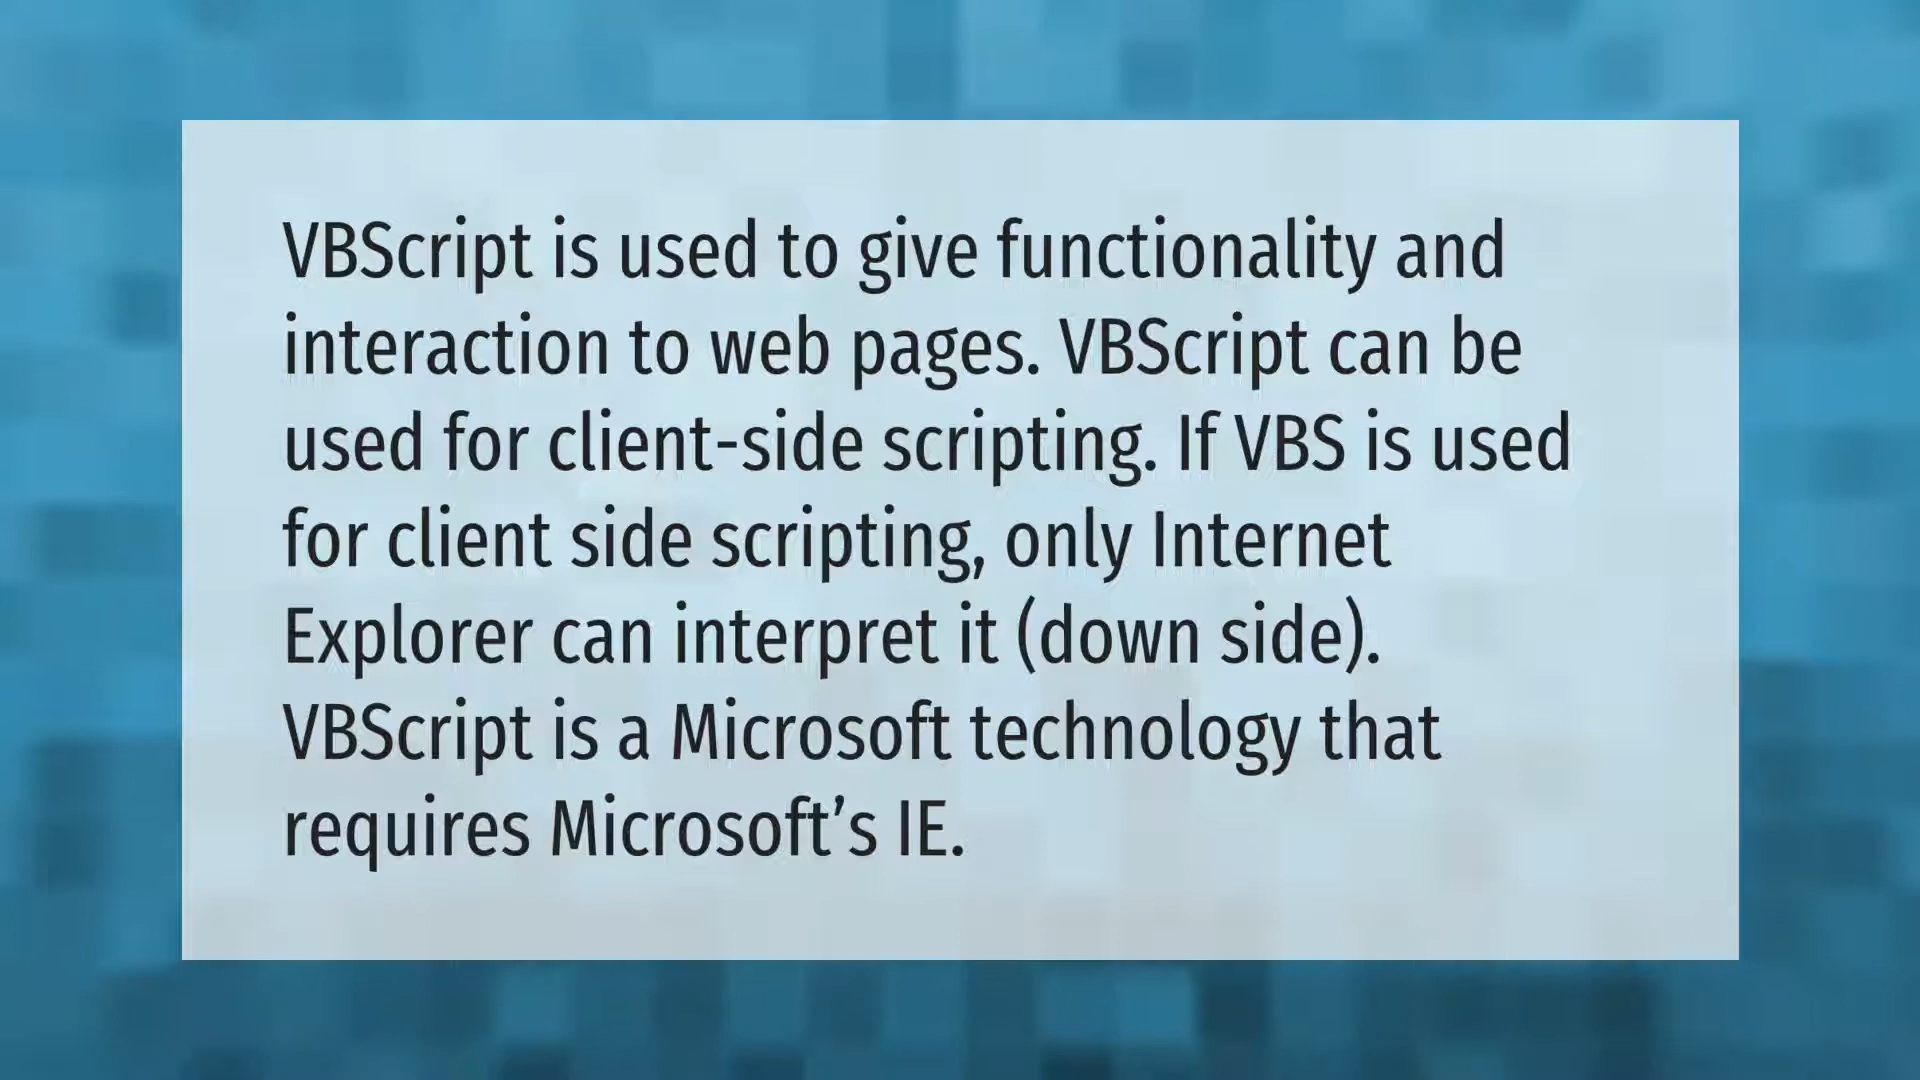 VBScript is used to give functionality and
interaction to web pages. VBScript can be
used for client-side scripting. If VBS is used
for client side scripting, only Internet
Explorer can interpret it (down side).
VBScript is a Microsoft technology that
requires Microsoft’s IE.